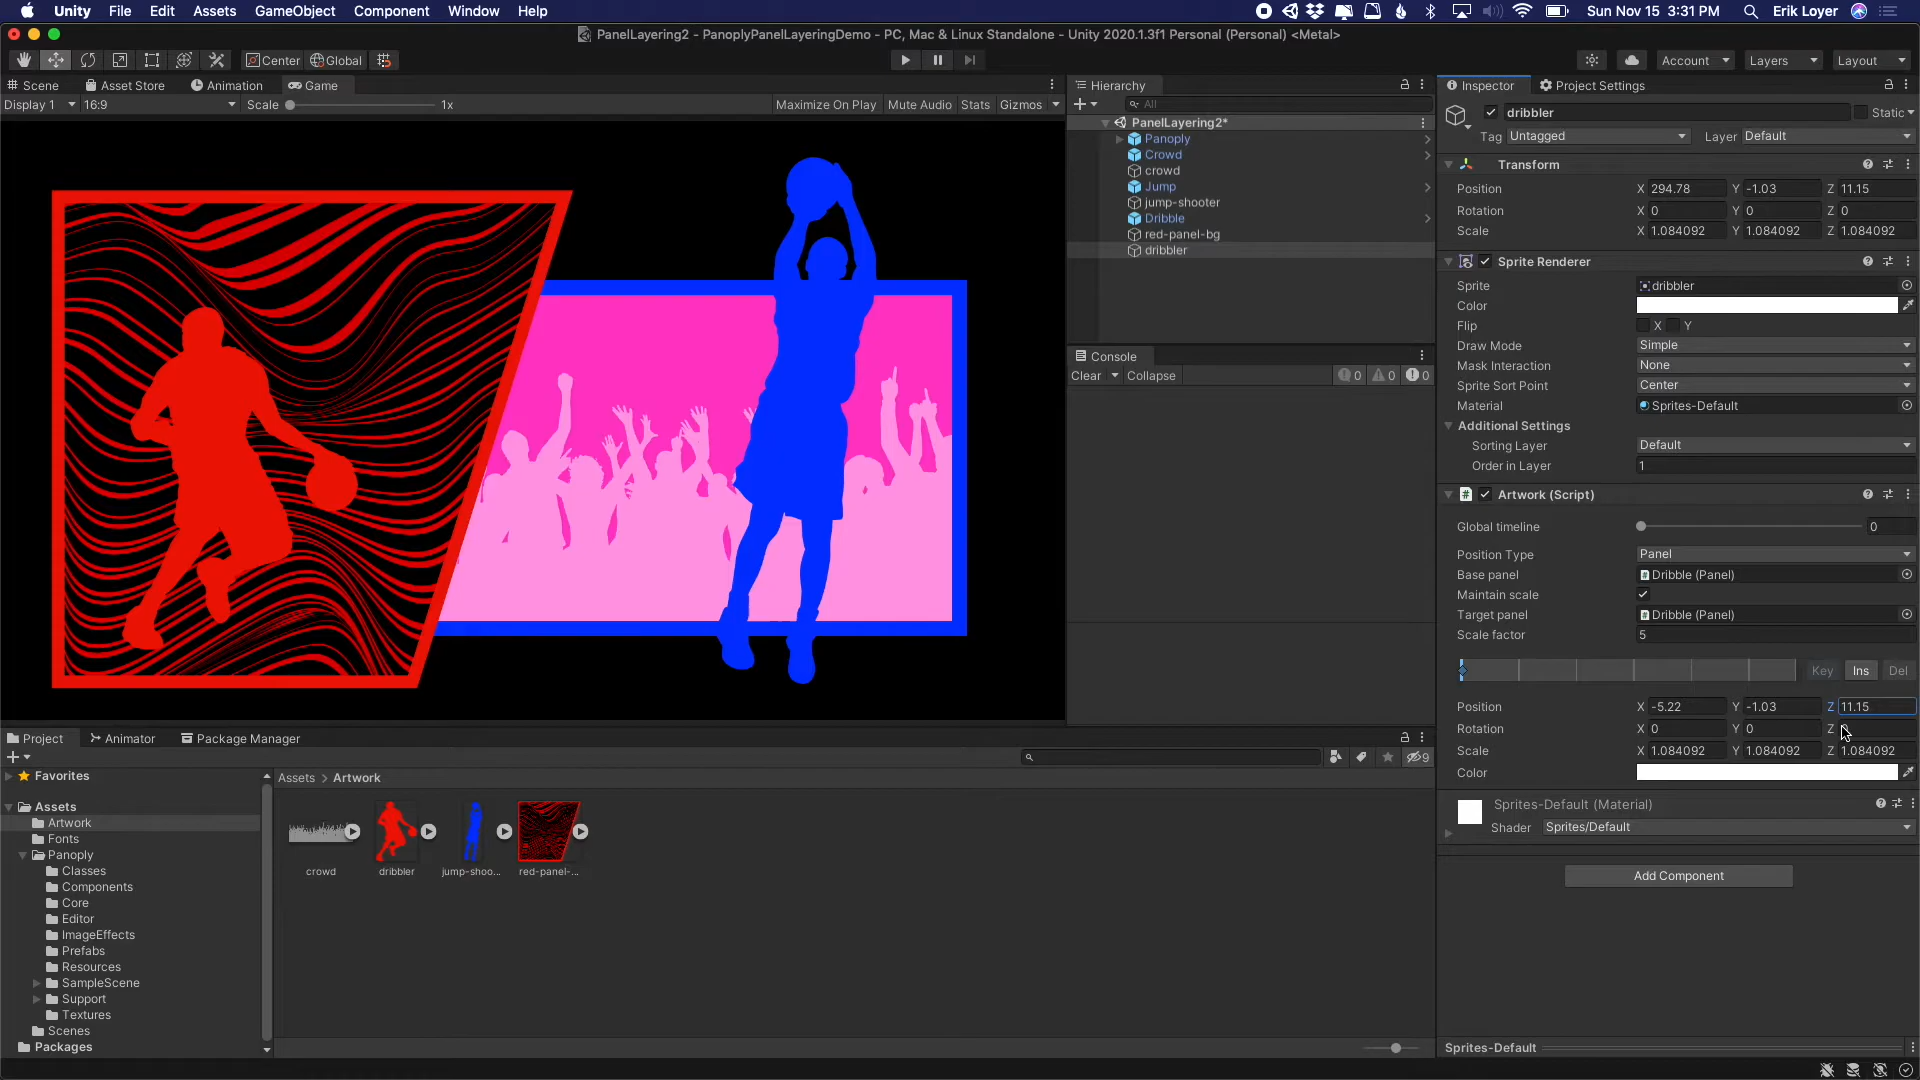 Unity File Edit Assets GameObject Component Window Help Sun Nov 15 3:31 PM Erik Loyer
PanelLayering2 - PanoplyPanelLayeringDemo - PC, Mac & Linux Standalone - Unity 2020.1.3f1 Personal (Personal) <Metal>
Center Global Account Layers Layout
Scene Asset Store Animation Game
Display 1 16:9 Scale 1x Maximize On Play Mute Audio Stats Gizmos
Hierarchy
All
PanelLayering2*
Panoply
Crowd
crowd
Jump
jump-shooter
Dribble
red-panel-bg
dribbler
Console
Clear Collapse 0 0 0
Inspector Project Settings
dribbler Static
Tag Untagged Layer Default
Transform
Position X 294.78 Y -1.03 Z 11.15
Rotation X 0 Y 0 Z 0
Scale X 1.084092 Y 1.084092 Z 1.084092
Sprite Renderer
Sprite dribbler
Color
Flip X Y
Draw Mode Simple
Mask Interaction None
Sprite Sort Point Center
Material Sprites-Default
Additional Settings
Sorting Layer Default
Order in Layer 1
Artwork (Script)
Global timeline 0
Position Type Panel
Base panel Dribble (Panel)
Maintain scale
Target panel Dribble (Panel)
Scale factor 5
Key Ins Del
Position X -5.22 Y -1.03 Z 11.15
Rotation X 0 Y 0 Z
Scale X 1.084092 Y 1.084092 Z 1.084092
Color
Sprites-Default (Material)
Shader Sprites/Default
Add Component
Sprites-Default
Project Animator Package Manager
9
Favorites
Assets
Artwork
Fonts
Panoply
Classes
Components
Core
Editor
ImageEffects
Prefabs
Resources
SampleScene
Support
Textures
Scenes
Packages
Assets > Artwork
crowd dribbler jump-shoo... red-panel-...